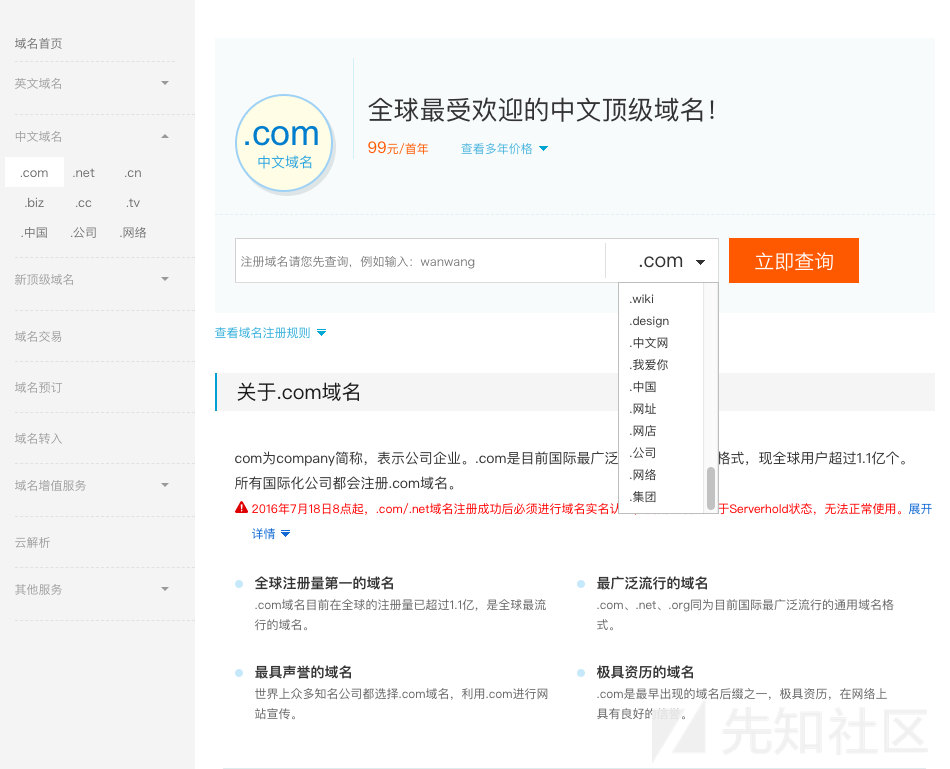 域名首页
英文域名
中文域名
.com .net .cn
.biz .cc .tv
.中国 .公司 .网络
新顶级域名
域名交易
域名预订
域名转入
域名增值服务
云解析
其他服务
.com
中文域名
全球最受欢迎的中文顶级域名！
99元/首年 查看多年价格
注册域名请您先查询，例如输入：wanwang
.com
立即查询
.wiki
.design
.中文网
.我爱你
.中国
.网址
.网店
.公司
.网络
.集团
查看域名注册规则
关于.com域名
com为company简称，表示公司企业。.com是目前国际最广泛 格式，现全球用户超过1.1亿个。
所有国际化公司都会注册.com域名。
2016年7月18日8点起，.com/.net域名注册成功后必须进行域名实名认 于Serverhold状态，无法正常使用。展开
详情
全球注册量第一的域名
.com域名目前在全球的注册量已超过1.1亿，是全球最流
行的域名。
最广泛流行的域名
.com、.net、.org同为目前国际最广泛流行的通用域名格
式。
最具声誉的域名
世界上众多知名公司都选择.com域名，利用.com进行网
站宣传。
极具资历的域名
.com是最早出现的域名后缀之一，极具资历，在网络上
具有良好的信誉。
先知社区